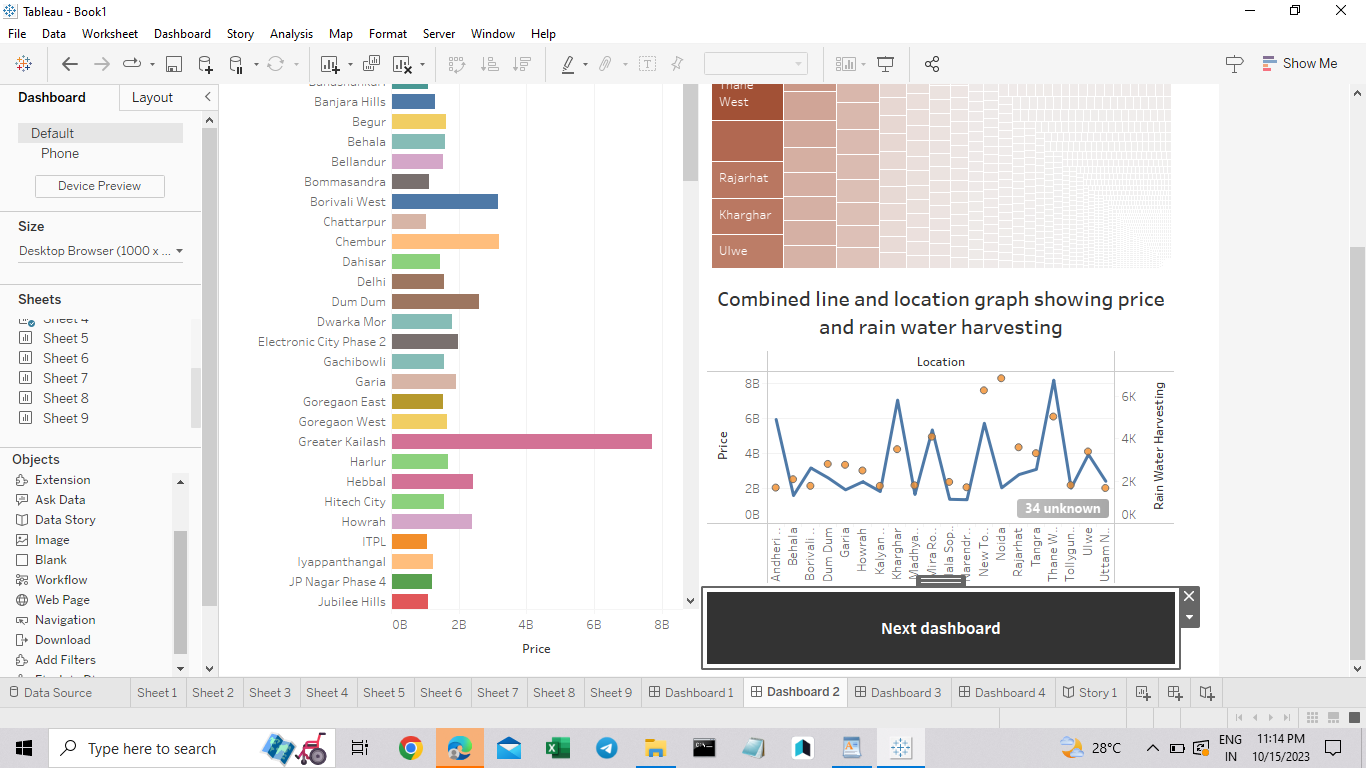 Tableau - Book1
File Data Worksheet Dashboard Story Analysis Map Format Server Window Help
Show Me
Dashboard
Layout
Default
Phone
Device Preview
Size
Desktop Browser (1000 x ...
Sheets
Sheet 4
Sheet 5
Sheet 6
Sheet 7
Sheet 8
Sheet 9
Objects
Extension
Ask Data
Data Story
Image
Blank
Workflow
Web Page
Navigation
Download
Add Filters
Banjara Hills
Begur
Behala
Bellandur
Bommasandra
Borivali West
Chattarpur
Chembur
Dahisar
Delhi
Dum Dum
Dwarka Mor
Electronic City Phase 2
Gachibowli
Garia
Goregaon East
Goregaon West
Greater Kailash
Harlur
Hebbal
Hitech City
Howrah
ITPL
Iyappanthangal
JP Nagar Phase 4
Jubilee Hills
0B 2B 4B 6B 8B
Price
Thane
West
Rajarhat
Kharghar
Ulwe
Combined line and location graph showing price
and rain water harvesting
Location
8B
6B
4B
2B
0B
Price
6K
4K
2K
0K
Rain Water Harvesting
34 unknown
Andheri ..
Behala
Borivali ..
Dum Dum
Garia
Howrah
Kalyan ..
Kharghar
Madhya..
Mira Ro..
Nala Sop..
Narendr..
New To..
Noida
Rajarhat
Tangra
Thane W..
Tollygun..
Ulwe
Uttam N..
Next dashboard
Data Source Sheet 1 Sheet 2 Sheet 3 Sheet 4 Sheet 5 Sheet 6 Sheet 7 Sheet 8 Sheet 9 Dashboard 1 Dashboard 2 Dashboard 3 Dashboard 4 Story 1
Type here to search
28°C
ENG
IN
11:14 PM
10/15/2023